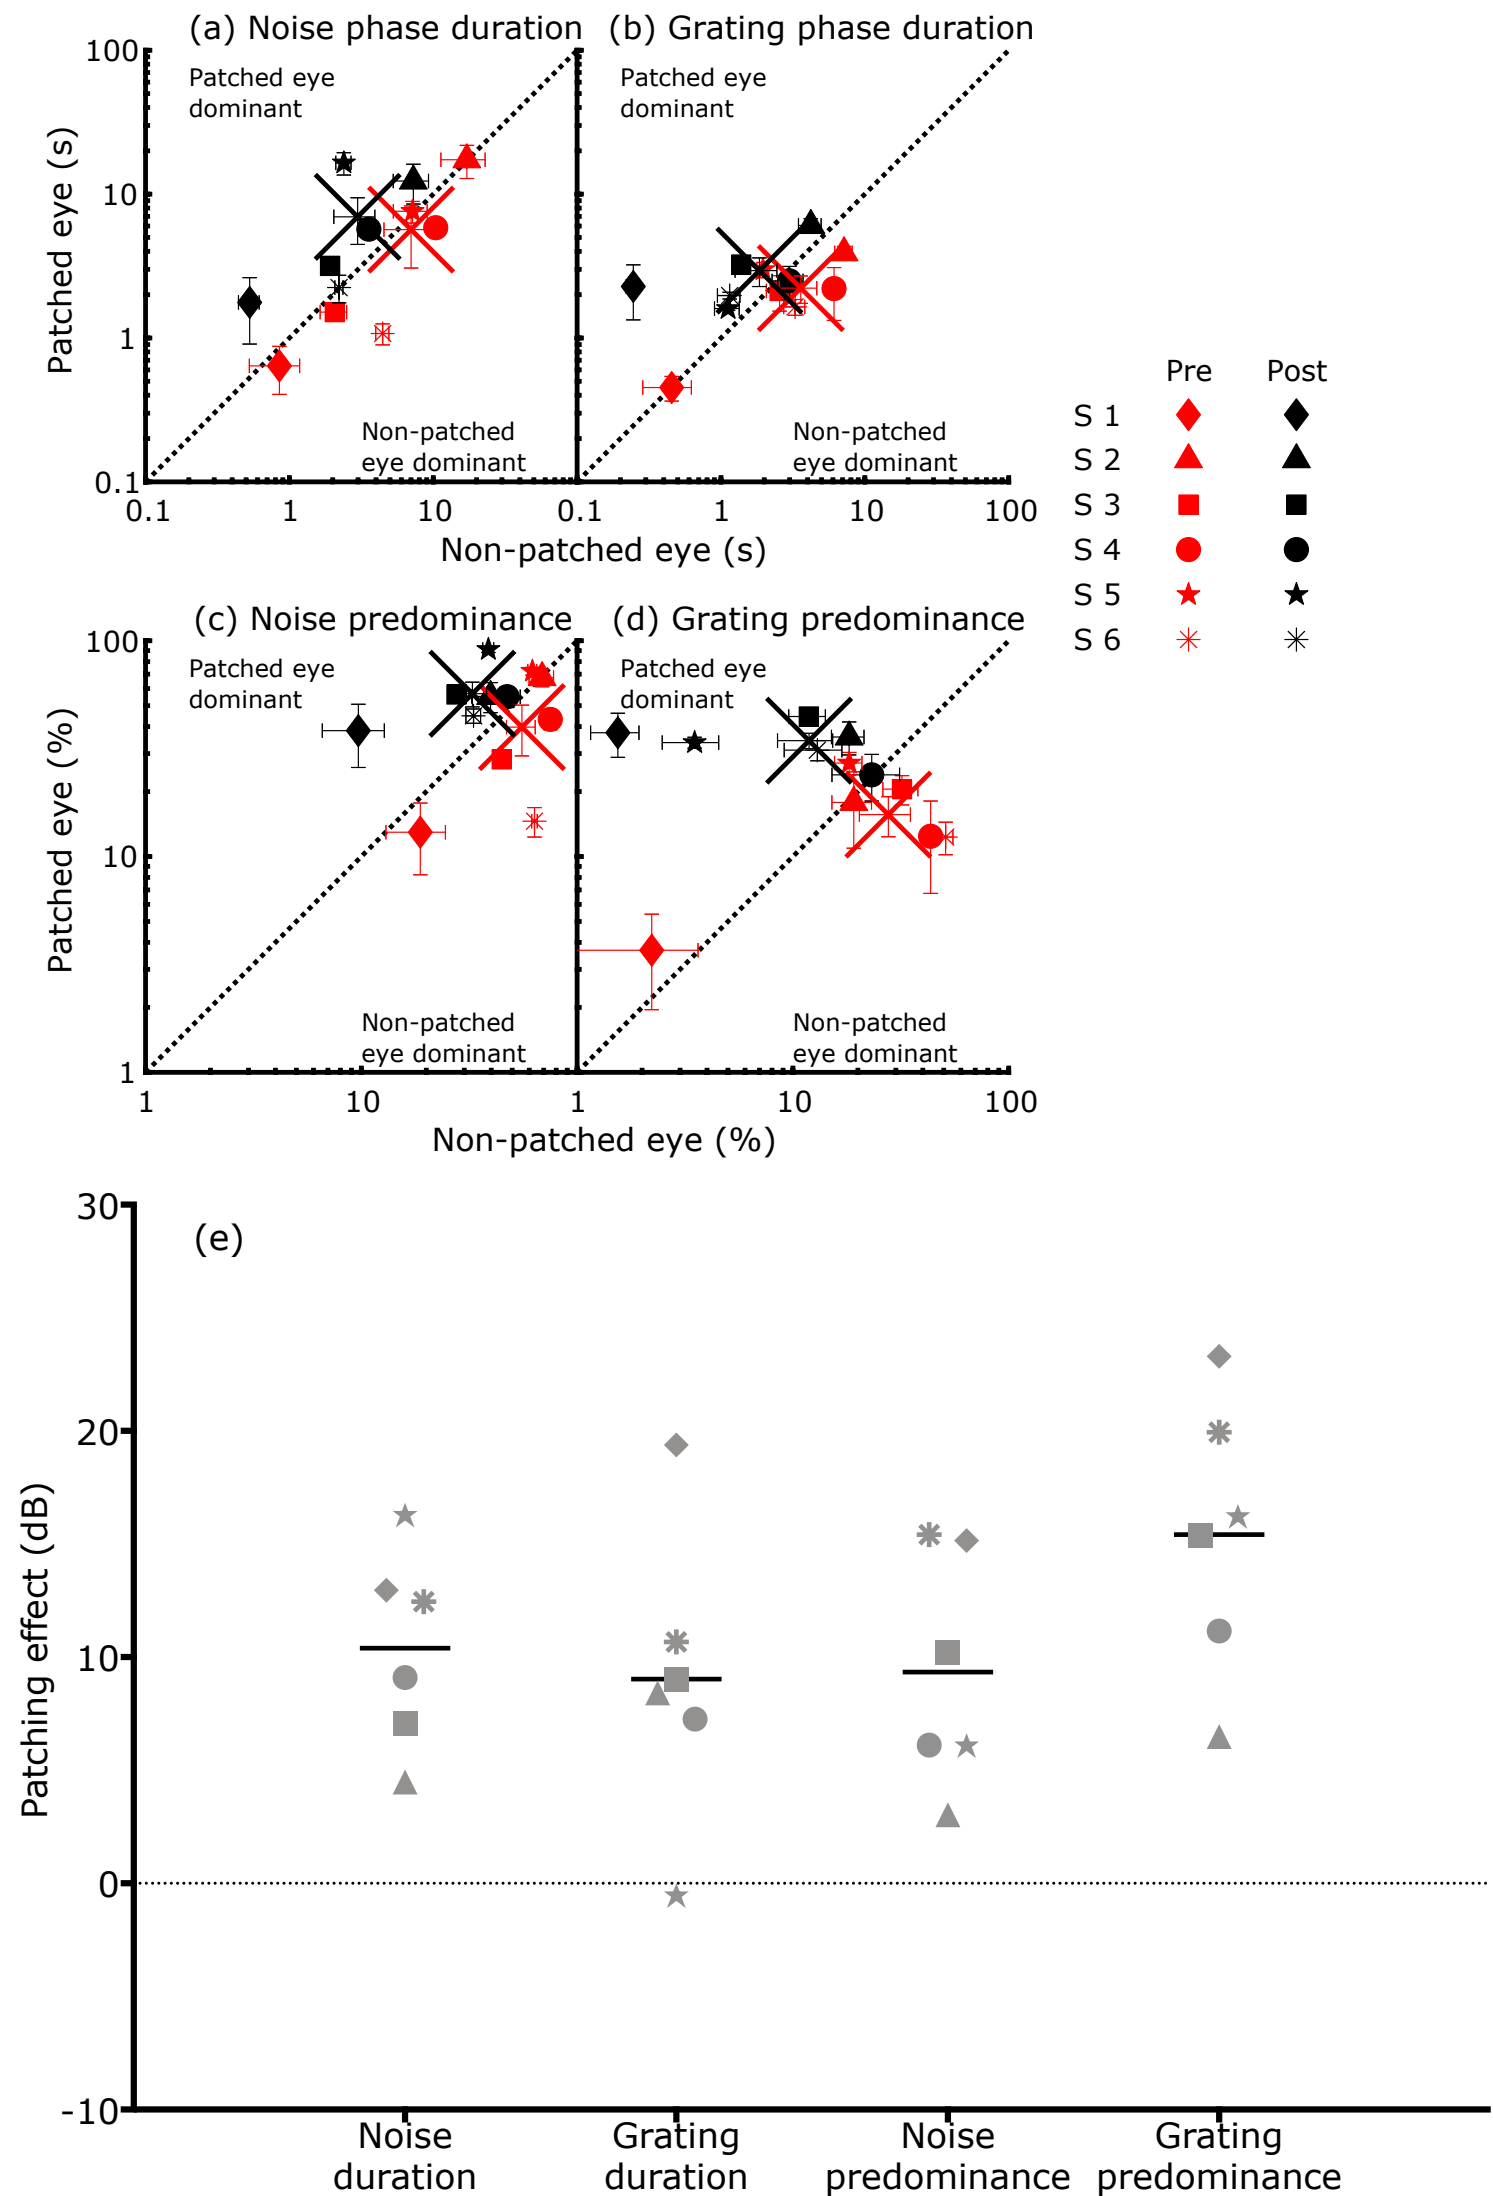 (a) Noise phase duration
(b) Grating phase duration
100
10
1
0.1
Patched eye (s)
Patched eye
dominant
Patched eye
dominant
Non-patched
eye dominant
Non-patched
eye dominant
0.1
1
10
0.1
1
10
100
Non-patched eye (s)
Pre
Post
S 1
S 2
S 3
S 4
S 5
S 6
(c) Noise predominance
(d) Grating predominance
100
10
1
Patched eye (%)
Patched eye
dominant
Patched eye
dominant
Non-patched
eye dominant
Non-patched
eye dominant
1
10
1
10
100
Non-patched eye (%)
(e)
30
20
10
0
-10
Patching effect (dB)
Noise
duration
Grating
duration
Noise
predominance
Grating
predominance